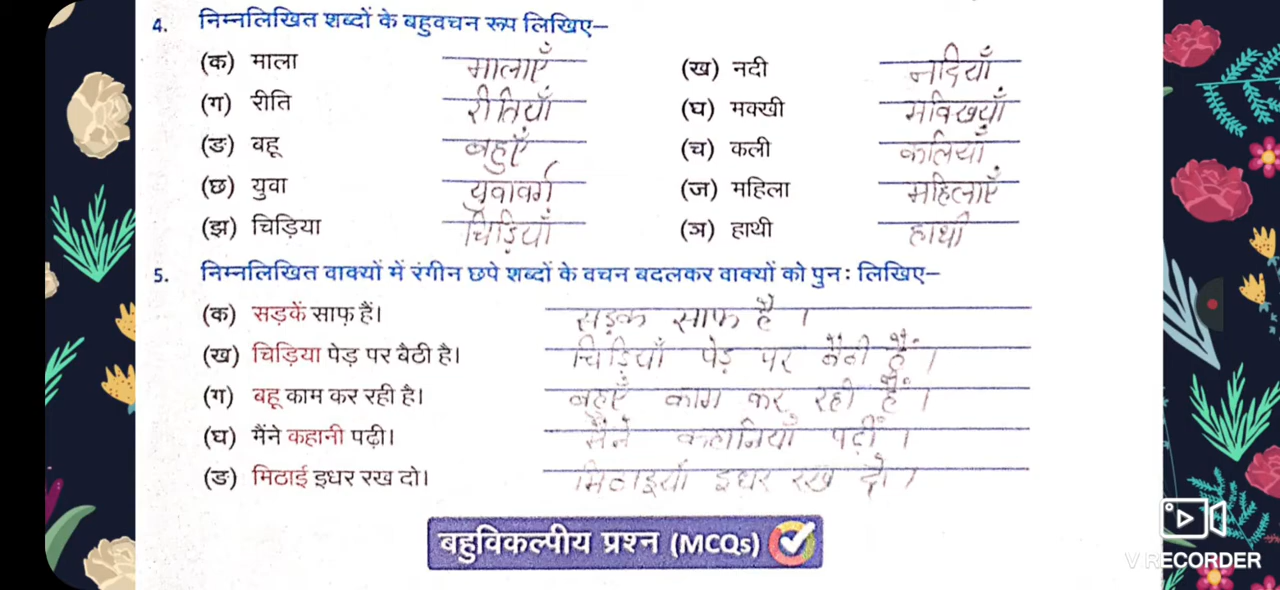 4. निम्नलिखित शब्दों के बहुवचन रूप लिखिए–
(क) माला मालाएँ (ख) नदी नदियाँ
(ग) रीति रीतियाँ (घ) मक्खी मक्खियाँ
(ङ) बहू बहुएँ (च) कली कलियाँ
(छ) युवा युवावर्ग (ज) महिला महिलाएँ
(झ) चिड़िया चिड़ियाँ (ञ) हाथी हाथी
5. निम्नलिखित वाक्यों में रंगीन छपे शब्दों के वचन बदलकर वाक्यों को पुनः लिखिए–
(क) सड़कें साफ़ हैं। सड़क साफ है ।
(ख) चिड़िया पेड़ पर बैठी है। चिड़ियाँ पेड़ पर बैठी हैं ।
(ग) बहू काम कर रही है। बहुएँ काम कर रही हैं ।
(घ) मैंने कहानी पढ़ी। मैंने कहानियाँ पढ़ीं ।
(ङ) मिठाई इधर रख दो। मिठाइयाँ इधर रख दो ।
बहुविकल्पीय प्रश्न (MCQs)
V RECORDER